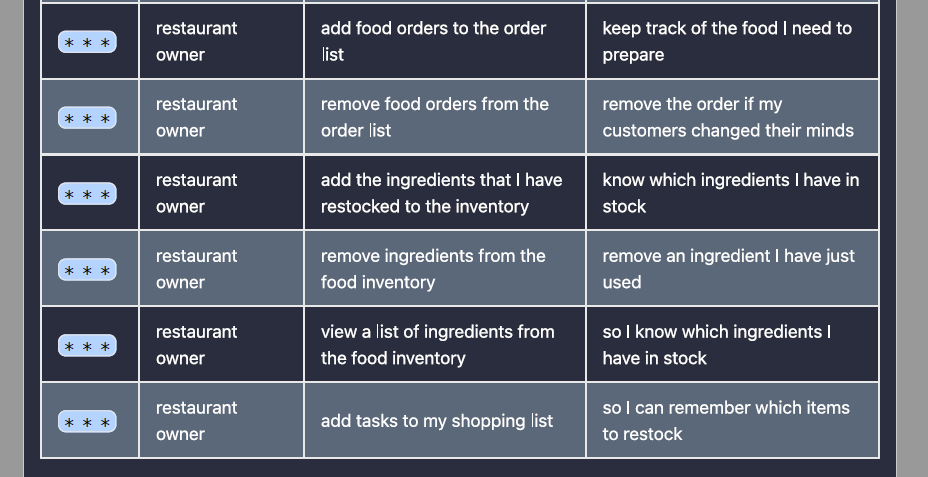 * * *
restaurant
owner
add food orders to the order
list
keep track of the food I need to
prepare
* * *
restaurant
owner
remove food orders from the
order list
remove the order if my
customers changed their minds
* * *
restaurant
owner
add the ingredients that I have
restocked to the inventory
know which ingredients I have in
stock
* * *
restaurant
owner
remove ingredients from the
food inventory
remove an ingredient I have just
used
* * *
restaurant
owner
view a list of ingredients from
the food inventory
so I know which ingredients I
have in stock
* * *
restaurant
owner
add tasks to my shopping list
so I can remember which items
to restock